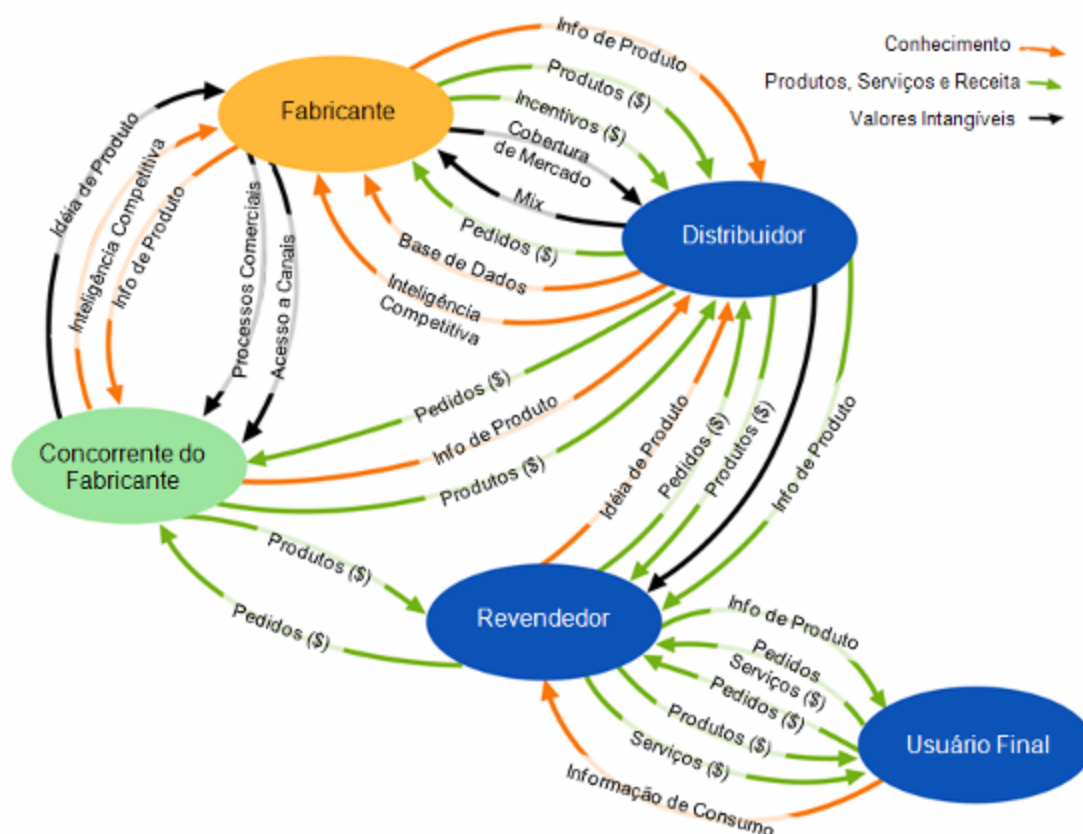 Info de Produto
Conhecimento
Produtos, Serviços e Receita
Valores Intangíveis
Produtos ($)
Incentivos ($)
Cobertura
de Mercado
Mix
Pedidos ($)
Base de Dados
Inteligência
Competitiva
Fabricante
Distribuidor
Idéia de Produto
Inteligência Competitiva
Info de Produto
Processos Comerciais
Acesso a Canais
Concorrente do
Fabricante
Pedidos ($)
Info de Produto
Produtos ($)
Idéia de Produto
Pedidos ($)
Produtos ($)
Info de Produto
Produtos ($)
Pedidos ($)
Revendedor
Info de Produto
Pedidos
Serviços ($)
Pedidos ($)
Produtos ($)
Serviços ($)
Informação de Consumo
Usuário Final